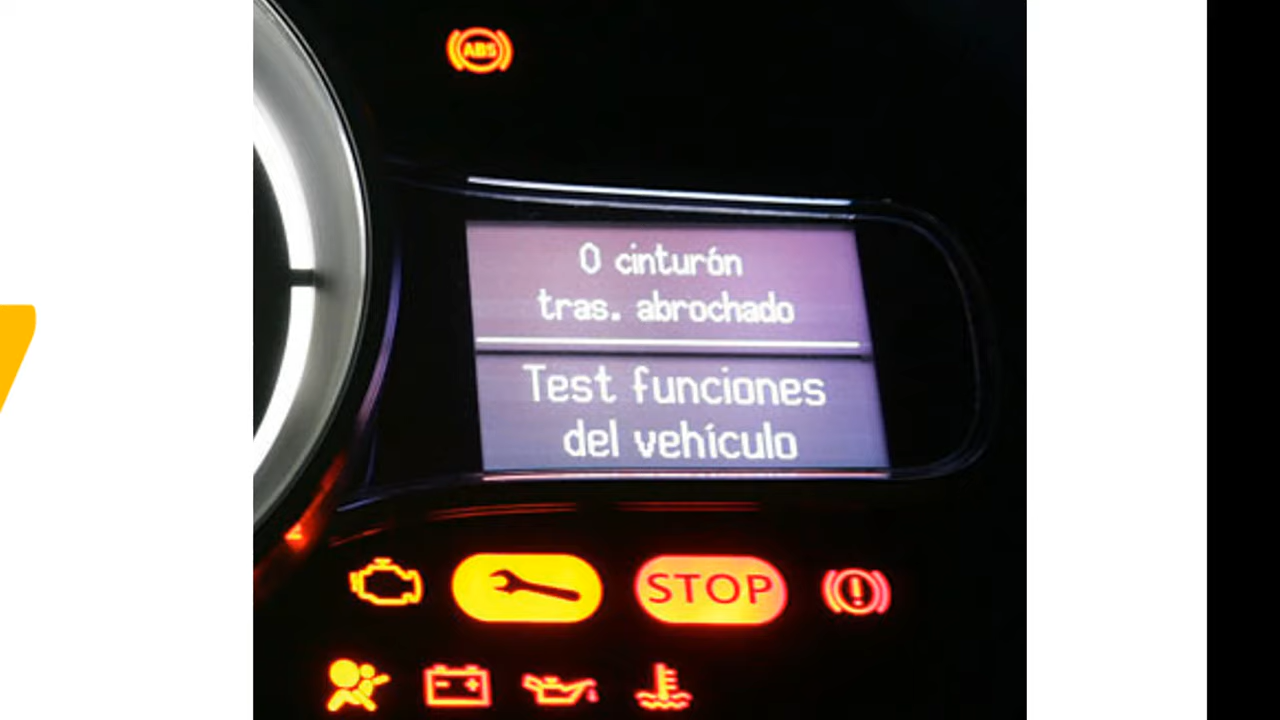 ABS
0 cinturón
tras. abrochado
Test funciones
del vehículo
STOP